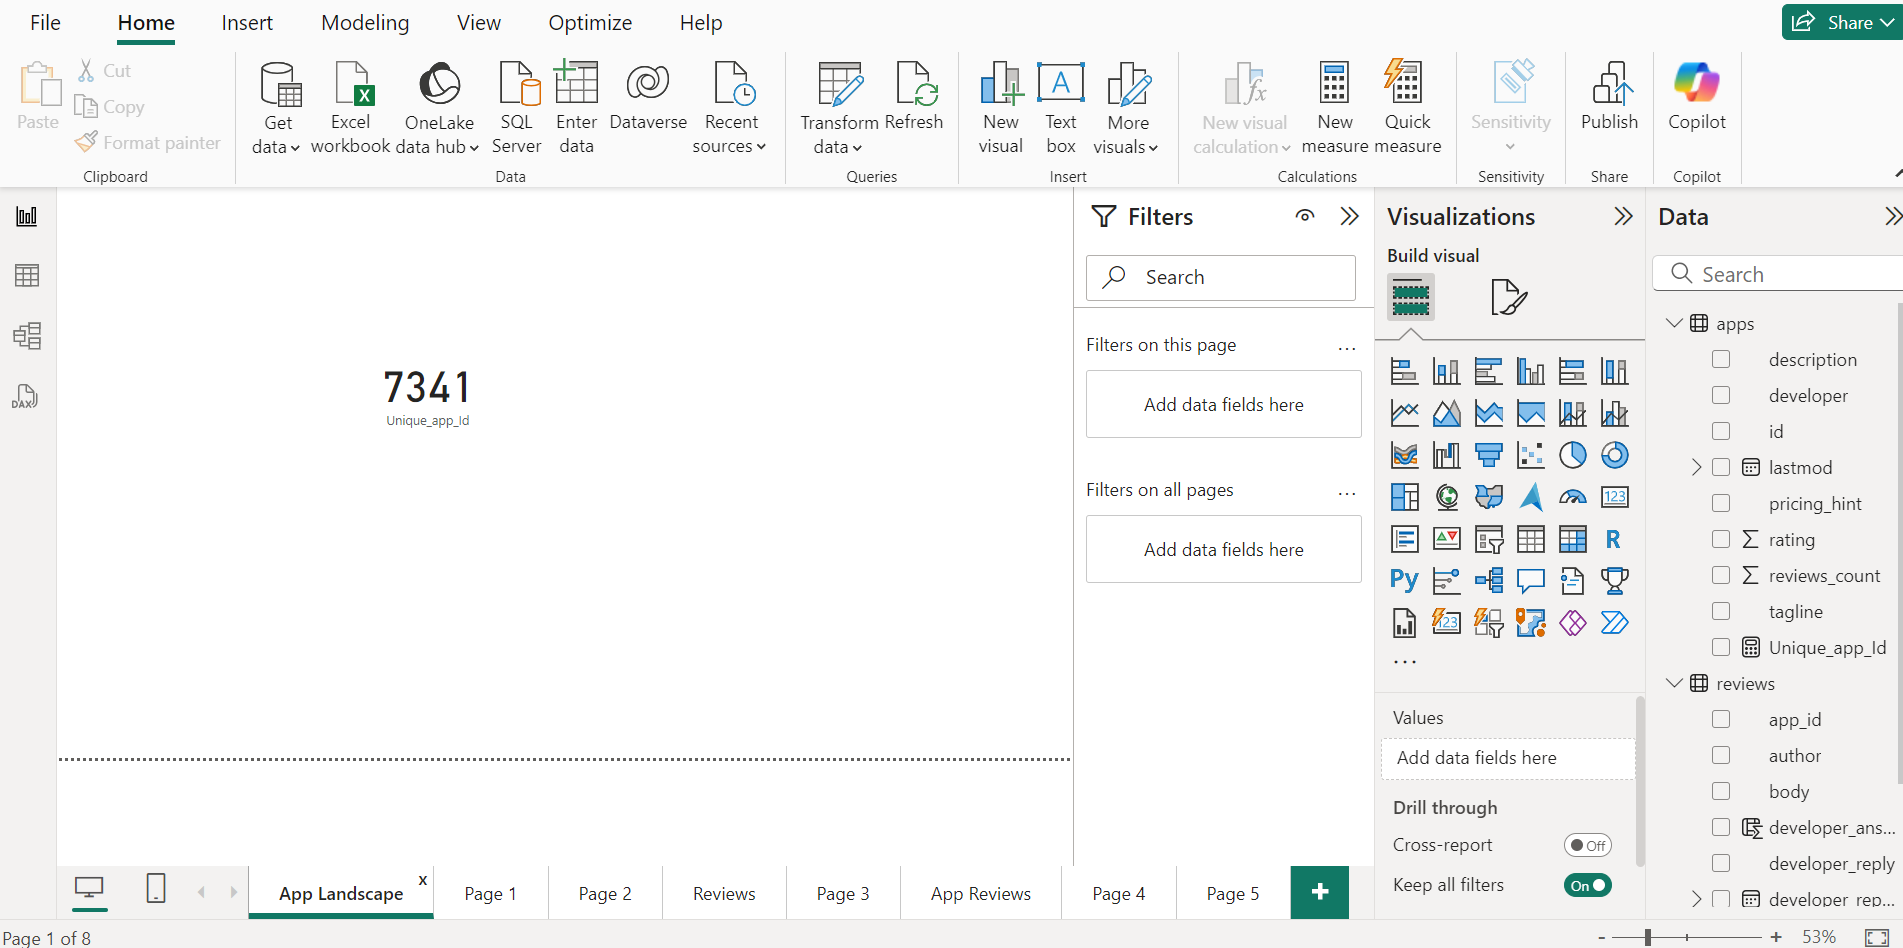 File Home Insert Modeling View Optimize Help Share
Cut
Copy
Format painter
Paste
Clipboard
Get data
Excel workbook
OneLake data hub
SQL Server
Enter data
Dataverse
Recent sources
Data
Transform data
Refresh
Queries
New visual
Text box
More visuals
Insert
New visual calculation
New measure
Quick measure
Calculations
Sensitivity
Sensitivity
Publish
Share
Copilot
Copilot
7341
Unique_app_Id
Filters
Search
Filters on this page ...
Add data fields here
Filters on all pages ...
Add data fields here
Visualizations
Build visual
123
R
Py
123
...
Values
Add data fields here
Drill through
Cross-report Off
Keep all filters On
Data
Search
apps
description
developer
id
lastmod
pricing_hint
rating
reviews_count
tagline
Unique_app_Id
reviews
app_id
author
body
developer_ans...
developer_reply
developer_rep...
DAX
App Landscape x
Page 1
Page 2
Reviews
Page 3
App Reviews
Page 4
Page 5
+
Page 1 of 8
- + 53%